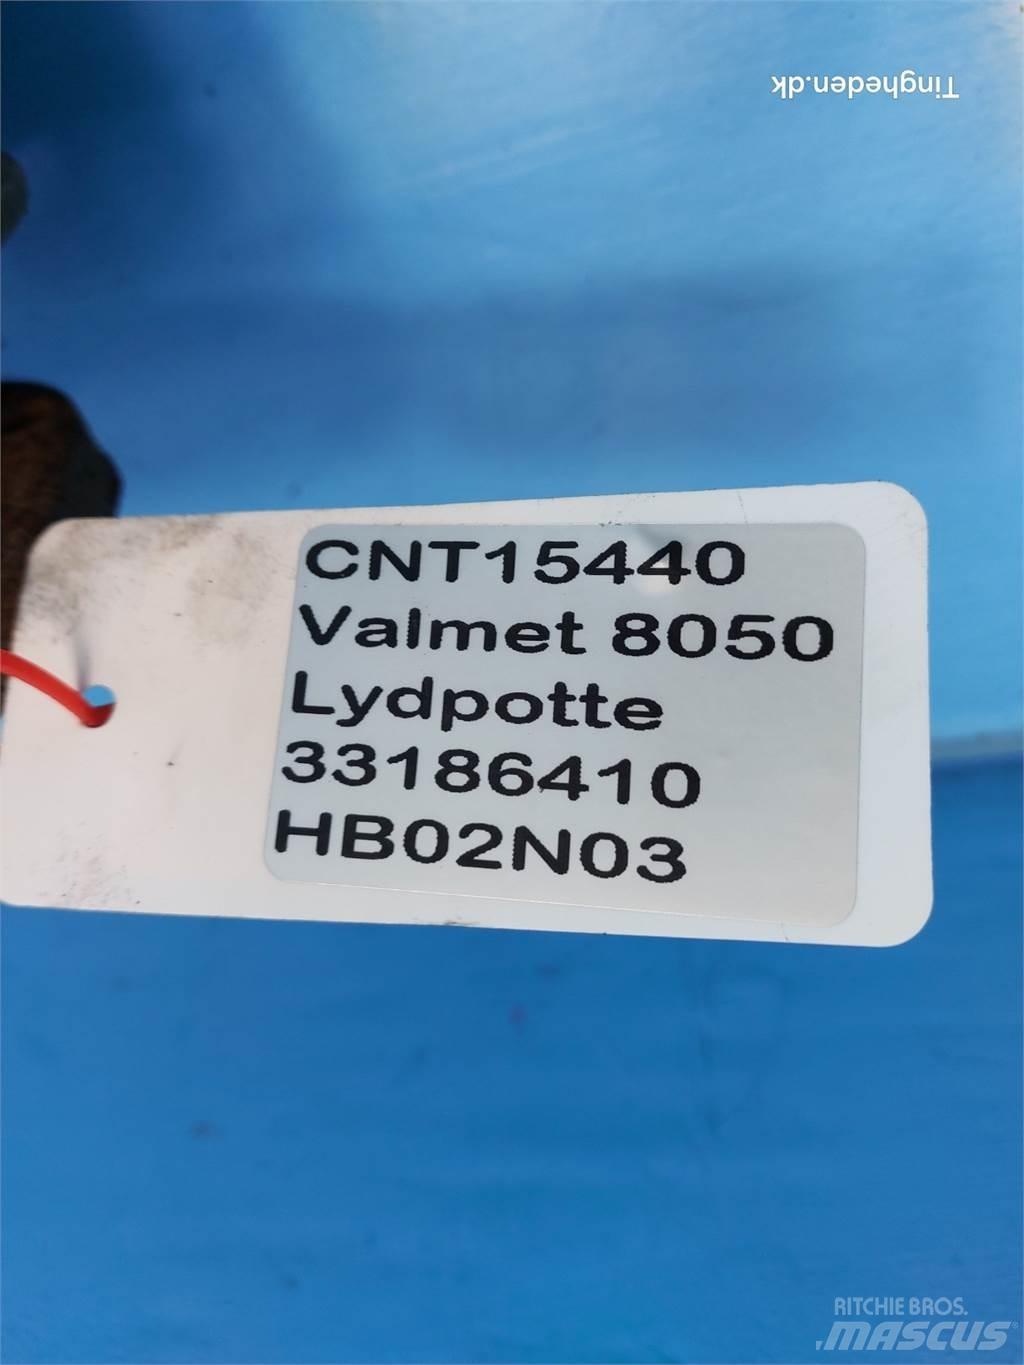 Tingheden.dk
CNT15440
Valmet 8050
Lydpotte
33186410
HB02N03
RITCHIE BROS.
MASCUS